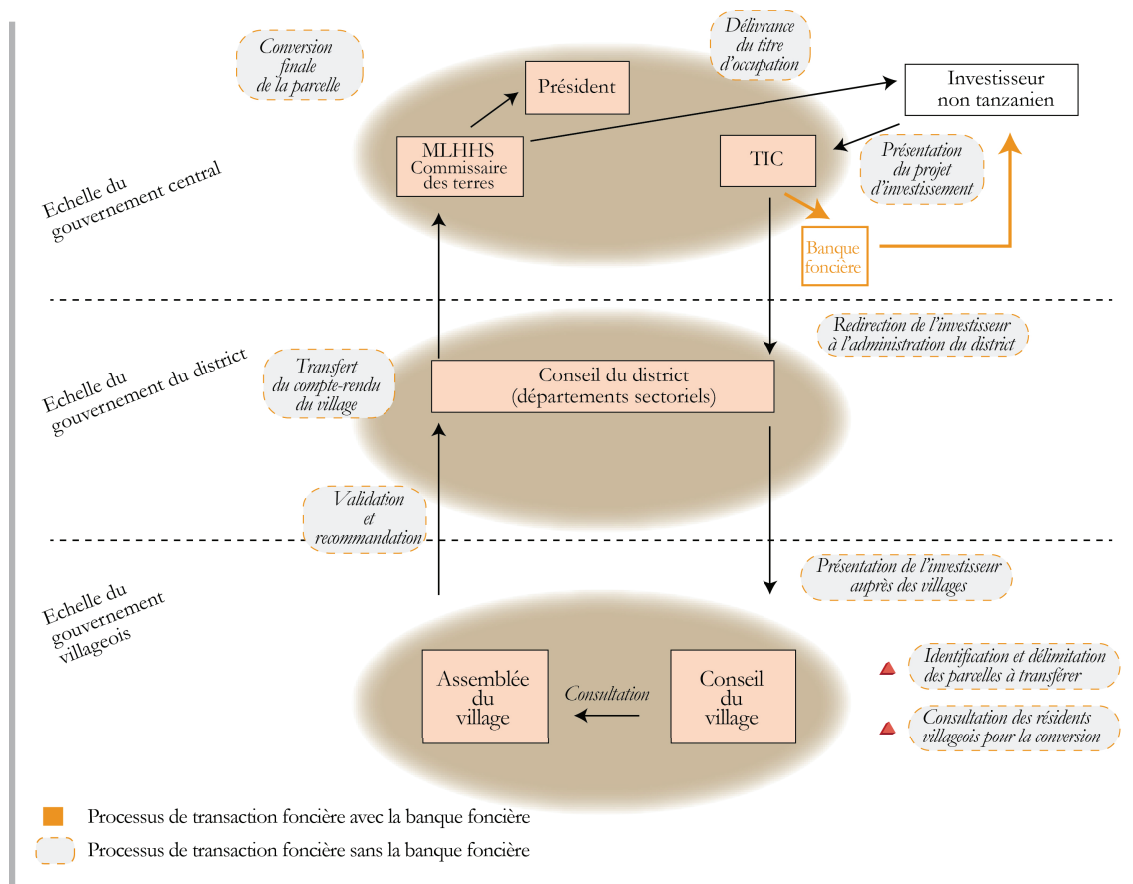 Conversion
finale
de la parcelle
Délivrance
du titre
d'occupation
Président
Investisseur
non tanzanien
MLHHS
Commissaire
des terres
TIC
Présentation
du projet
d'investissement
Echelle du
gouvernement central
Banque
foncière
Redirection de l'investisseur
à l'administration du district
Echelle du
gouvernement du district
Transfert
du compte-rendu
du village
Conseil du district
(départements sectoriels)
Validation
et
recommandation
Présentation de l'investisseur
auprès des villages
Echelle du
gouvernement
villageois
Assemblée
du
village
Consultation
Conseil
du
village
Identification et délimitation
des parcelles à transférer
Consultation des résidents
villageois pour la conversion
Processus de transaction foncière avec la banque foncière
Processus de transaction foncière sans la banque foncière